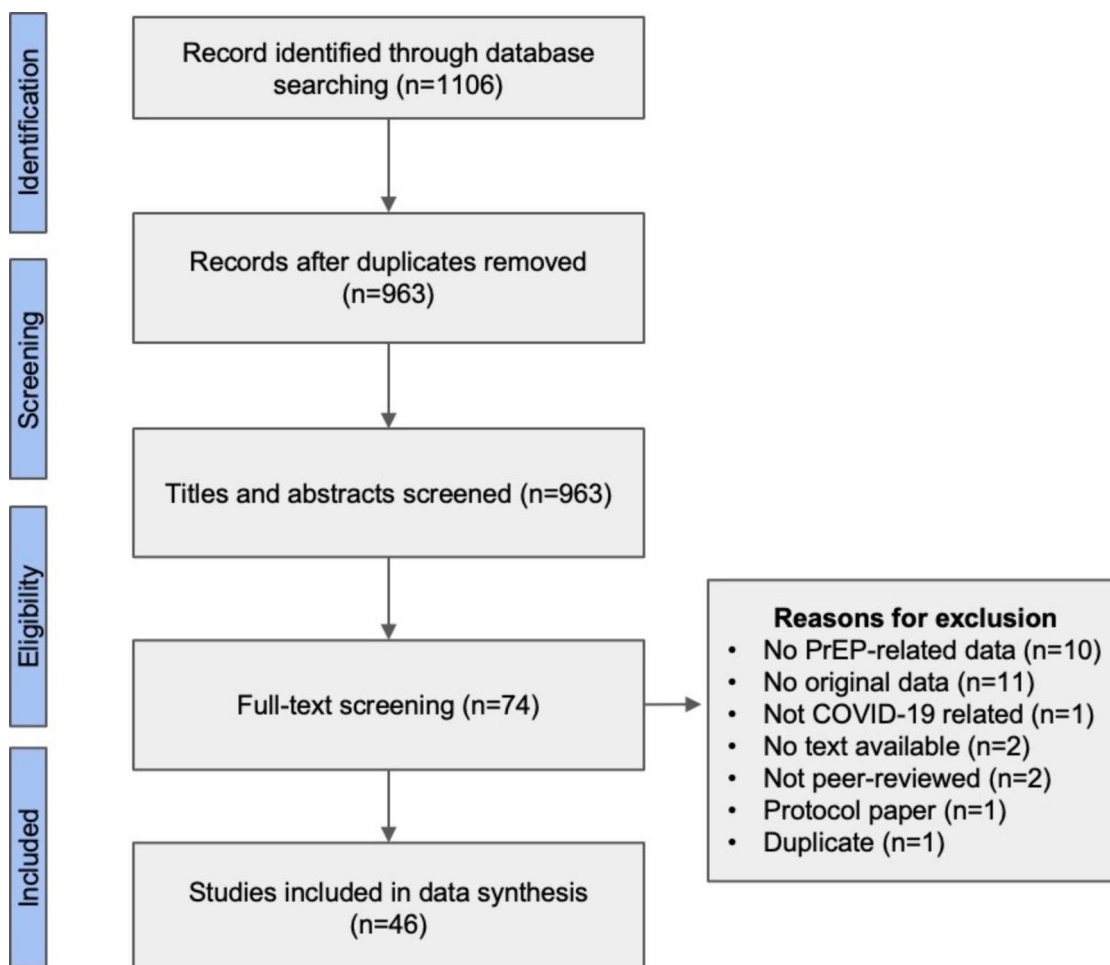 Identification
Record identified through database
searching (n=1106)
Screening
Records after duplicates removed
(n=963)
Titles and abstracts screened (n=963)
Eligibility
Full-text screening (n=74)
Reasons for exclusion
• No PrEP-related data (n=10)
• No original data (n=11)
• Not COVID-19 related (n=1)
• No text available (n=2)
• Not peer-reviewed (n=2)
• Protocol paper (n=1)
• Duplicate (n=1)
Included
Studies included in data synthesis
(n=46)